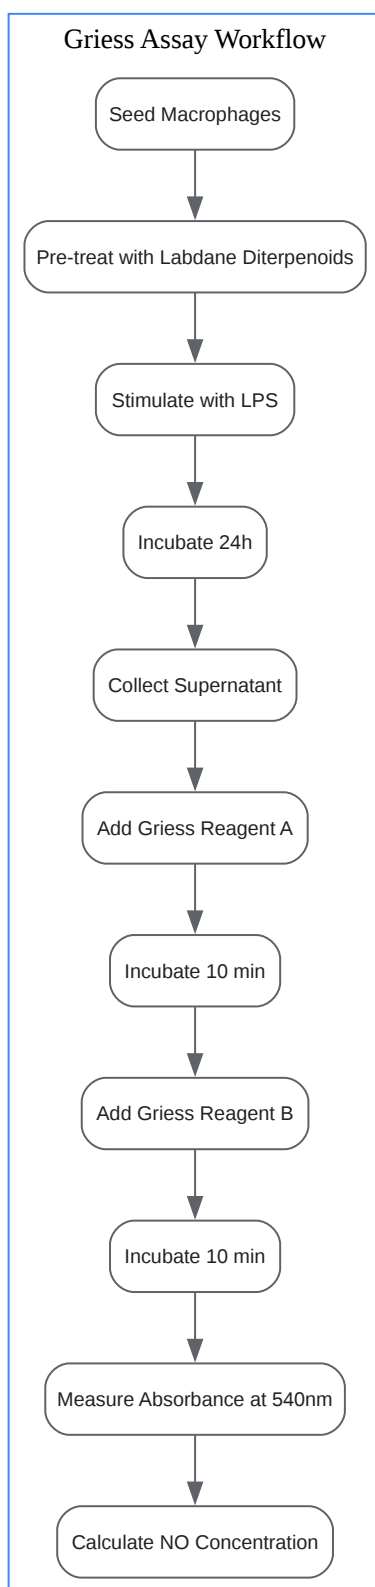 Griess Assay Workflow
Seed Macrophages
Pre-treat with Labdane Diterpenoids
Stimulate with LPS
Incubate 24h
Collect Supernatant
Add Griess Reagent A
Incubate 10 min
Add Griess Reagent B
Incubate 10 min
Measure Absorbance at 540nm
Calculate NO Concentration